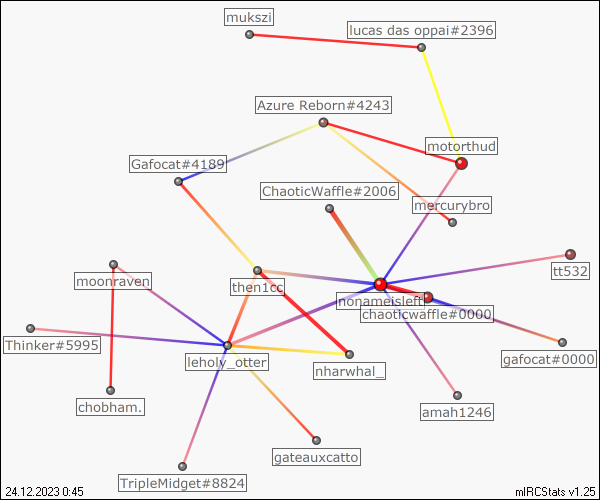 mukszi
lucas das oppai#2396
Azure Reborn#4243
motorthud
Gafocat#4189
ChaoticWaffle#2006
mercurybro
tt532
moonraven
then1cc
nonameisleft
chaoticwaffle#0000
Thinker#5995
leholy_otter
nharwhal_
gafocat#0000
chobham.
amah1246
gateauxcatto
TripleMidget#8824
24.12.2023 0:45
mIRCStats v1.25